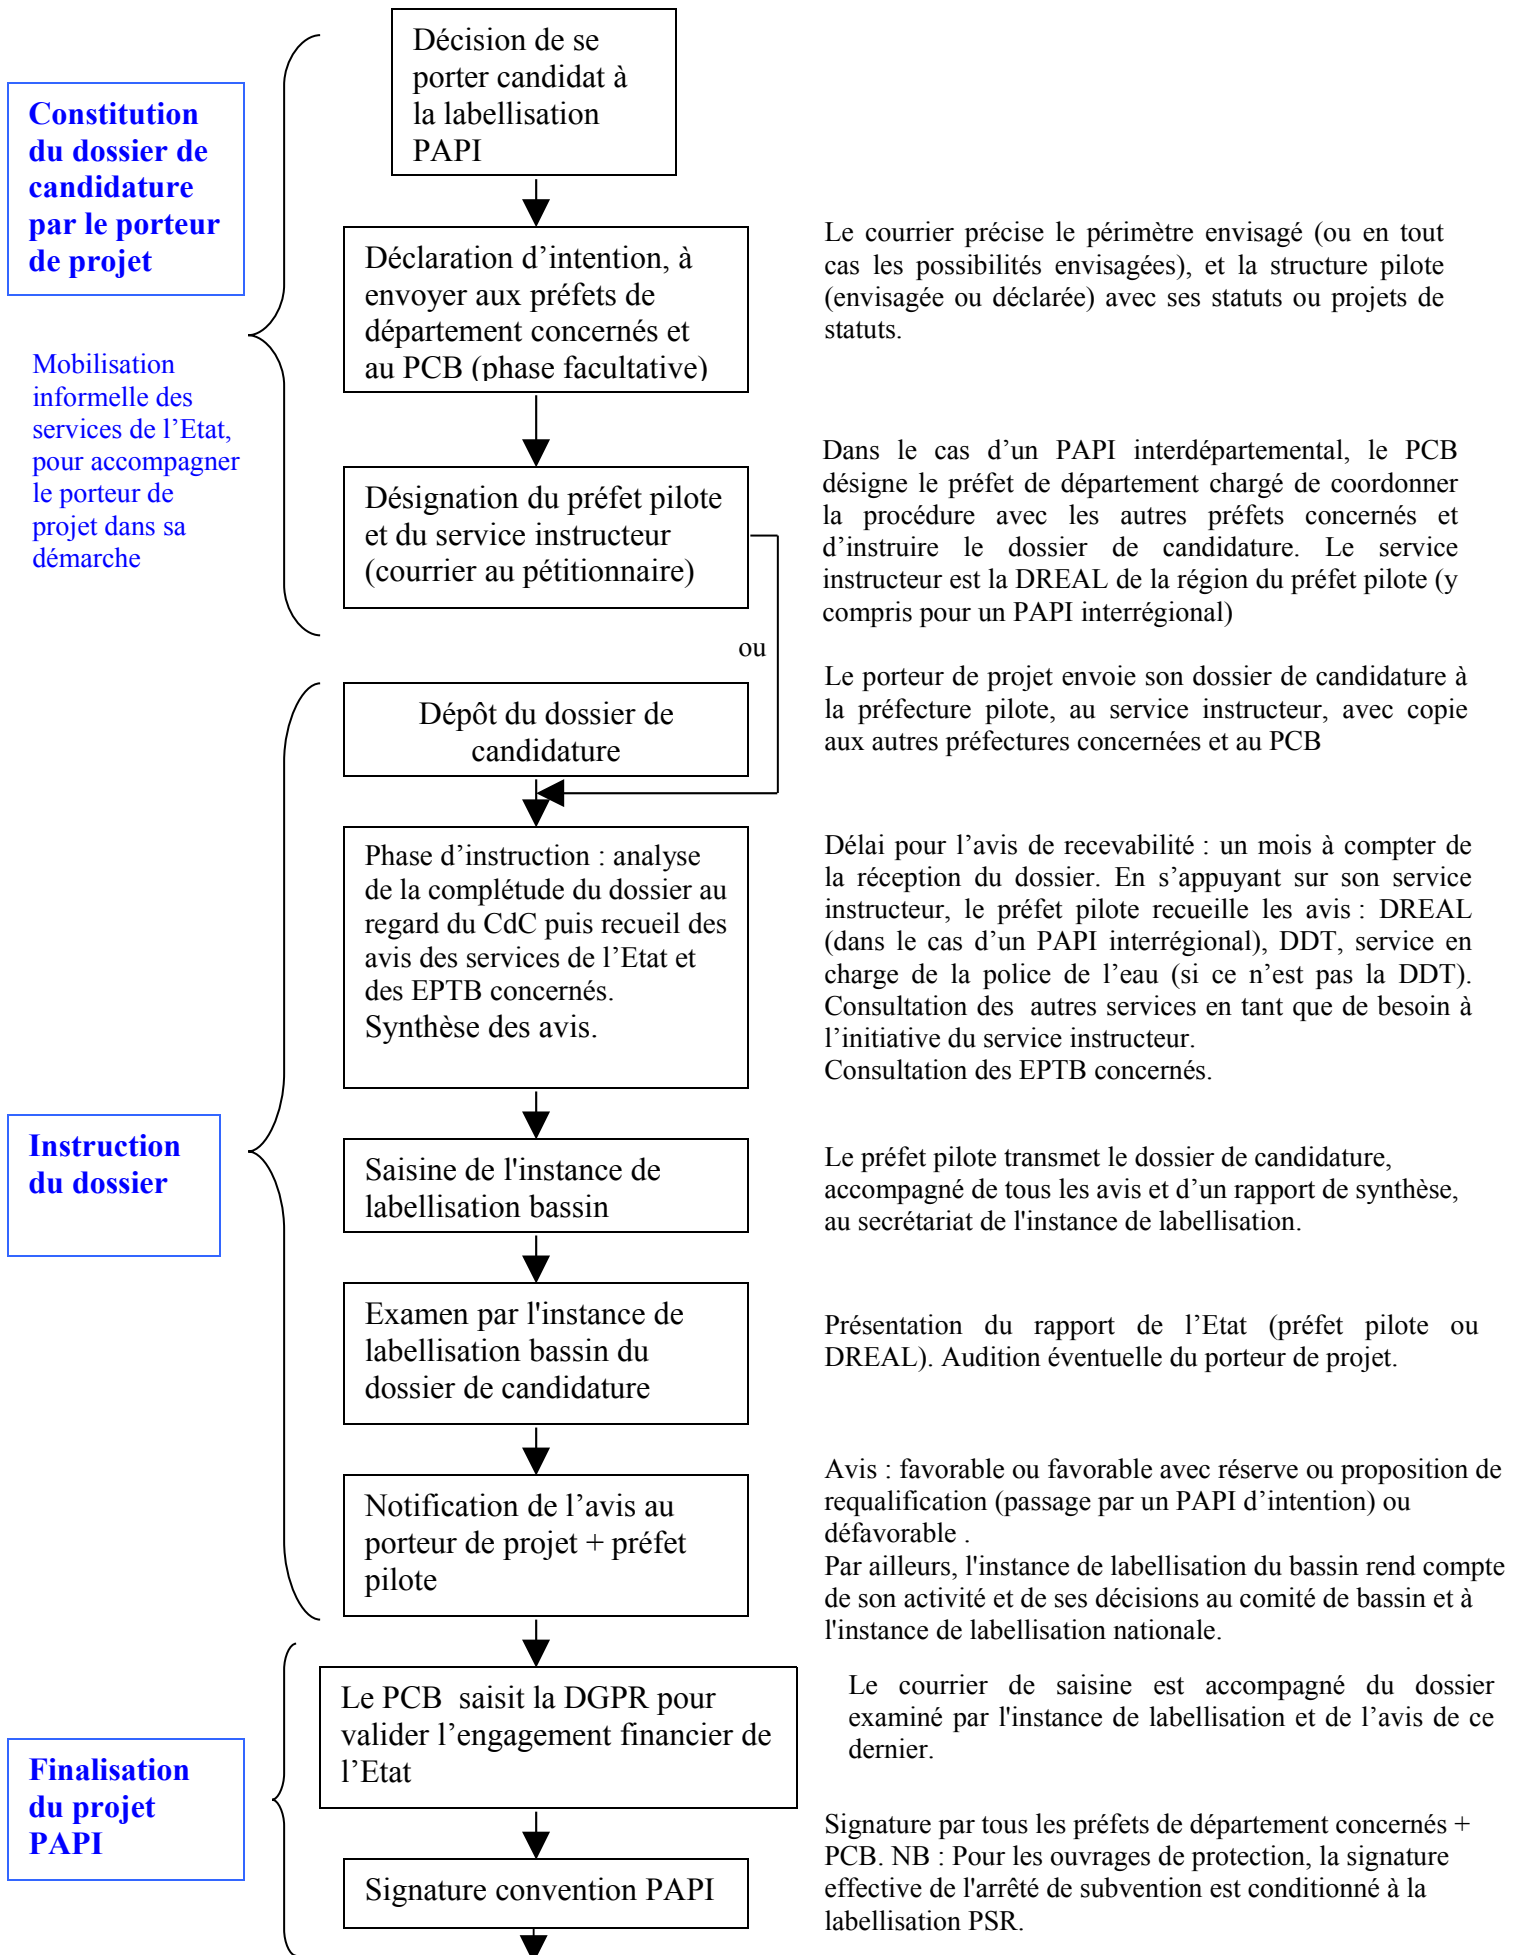 Décision de se
porter candidat à
la labellisation
PAPI
Constitution
du dossier de
candidature
par le porteur
de projet
Mobilisation
informelle des
services de l’Etat,
pour accompagner
le porteur de
projet dans sa
démarche
Déclaration d’intention, à
envoyer aux préfets de
département concernés et
au PCB (phase facultative)
Le courrier précise le périmètre envisagé (ou en tout
cas les possibilités envisagées), et la structure pilote
(envisagée ou déclarée) avec ses statuts ou projets de
statuts.
Désignation du préfet pilote
et du service instructeur
(courrier au pétitionnaire)
Dans le cas d’un PAPI interdépartemental, le PCB
désigne le préfet de département chargé de coordonner
la procédure avec les autres préfets concernés et
d’instruire le dossier de candidature. Le service
instructeur est la DREAL de la région du préfet pilote (y
compris pour un PAPI interrégional)
ou
Dépôt du dossier de
candidature
Le porteur de projet envoie son dossier de candidature à
la préfecture pilote, au service instructeur, avec copie
aux autres préfectures concernées et au PCB
Phase d’instruction : analyse
de la complétude du dossier au
regard du CdC puis recueil des
avis des services de l’Etat et
des EPTB concernés.
Synthèse des avis.
Délai pour l’avis de recevabilité : un mois à compter de
la réception du dossier. En s’appuyant sur son service
instructeur, le préfet pilote recueille les avis : DREAL
(dans le cas d’un PAPI interrégional), DDT, service en
charge de la police de l’eau (si ce n’est pas la DDT).
Consultation des autres services en tant que de besoin à
l’initiative du service instructeur.
Consultation des EPTB concernés.
Instruction
du dossier
Saisine de l'instance de
labellisation bassin
Le préfet pilote transmet le dossier de candidature,
accompagné de tous les avis et d’un rapport de synthèse,
au secrétariat de l'instance de labellisation.
Examen par l'instance de
labellisation bassin du
dossier de candidature
Présentation du rapport de l’Etat (préfet pilote ou
DREAL). Audition éventuelle du porteur de projet.
Notification de l’avis au
porteur de projet + préfet
pilote
Avis : favorable ou favorable avec réserve ou proposition de
requalification (passage par un PAPI d’intention) ou
défavorable .
Par ailleurs, l'instance de labellisation du bassin rend compte
de son activité et de ses décisions au comité de bassin et à
l'instance de labellisation nationale.
Finalisation
du projet
PAPI
Le PCB saisit la DGPR pour
valider l’engagement financier de
l’Etat
Le courrier de saisine est accompagné du dossier
examiné par l'instance de labellisation et de l’avis de ce
dernier.
Signature convention PAPI
Signature par tous les préfets de département concernés +
PCB. NB : Pour les ouvrages de protection, la signature
effective de l'arrêté de subvention est conditionné à la
labellisation PSR.